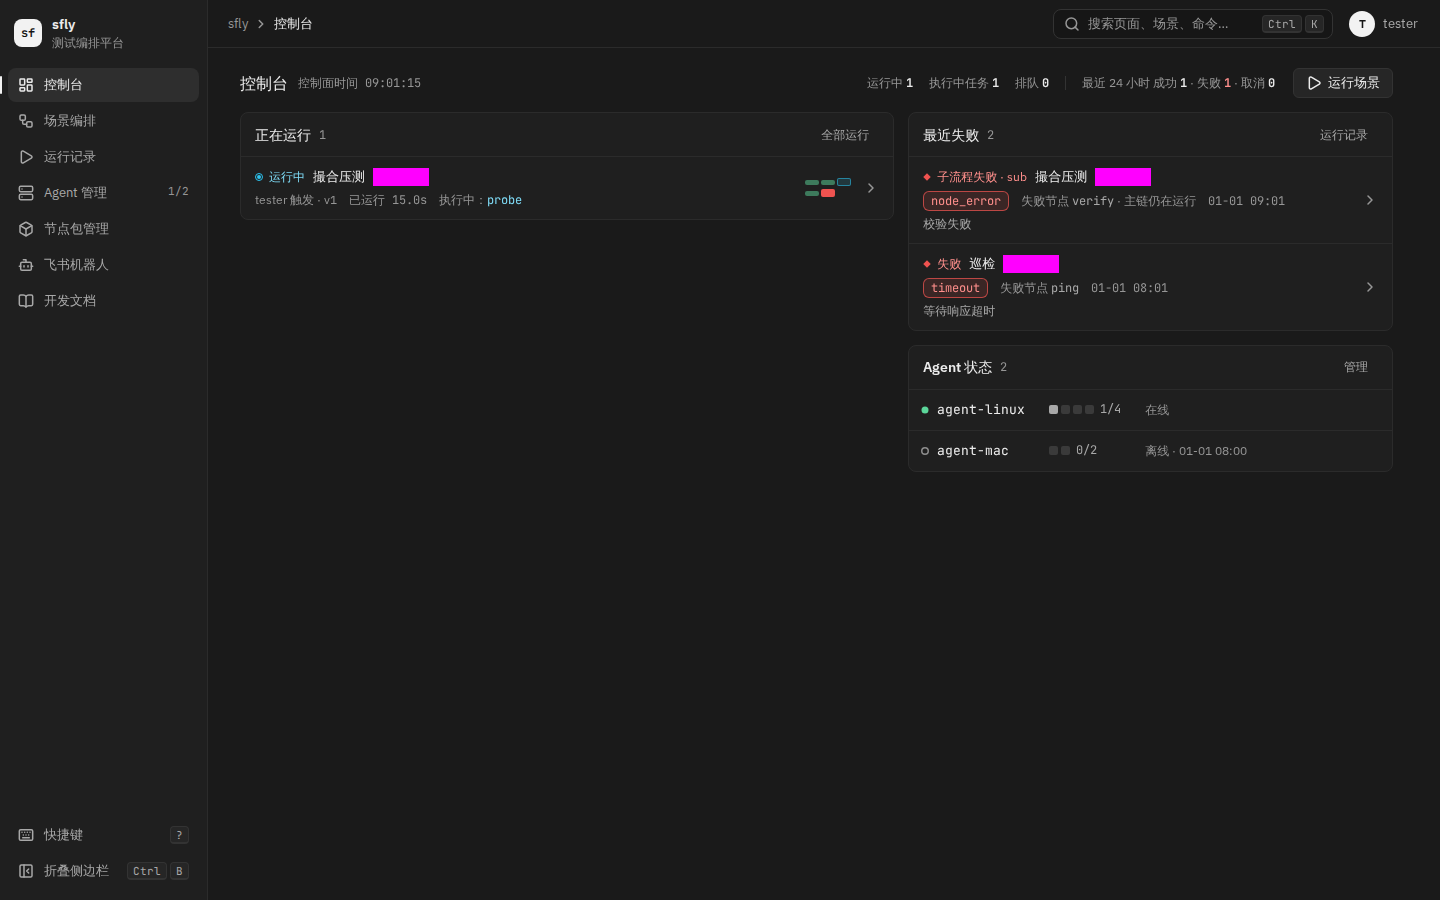 sf sfly
测试编排平台
控制台
场景编排
运行记录
Agent 管理 1/2
节点包管理
飞书机器人
开发文档
快捷键 ?
折叠侧边栏 Ctrl B
sfly 控制台
搜索页面、场景、命令... Ctrl K
T tester
控制台 控制面时间 09:01:15
运行中 1 执行中任务 1 排队 0 最近 24 小时 成功 1 · 失败 1 · 取消 0
运行场景
正在运行 1 全部运行
运行中 撮合压测
tester 触发 · v1 已运行 15.0s 执行中：probe
最近失败 2 运行记录
子流程失败 · sub 撮合压测
node_error 失败节点 verify · 主链仍在运行 01-01 09:01
校验失败
失败 巡检
timeout 失败节点 ping 01-01 08:01
等待响应超时
Agent 状态 2 管理
agent-linux 1/4 在线
agent-mac 0/2 离线 · 01-01 08:00